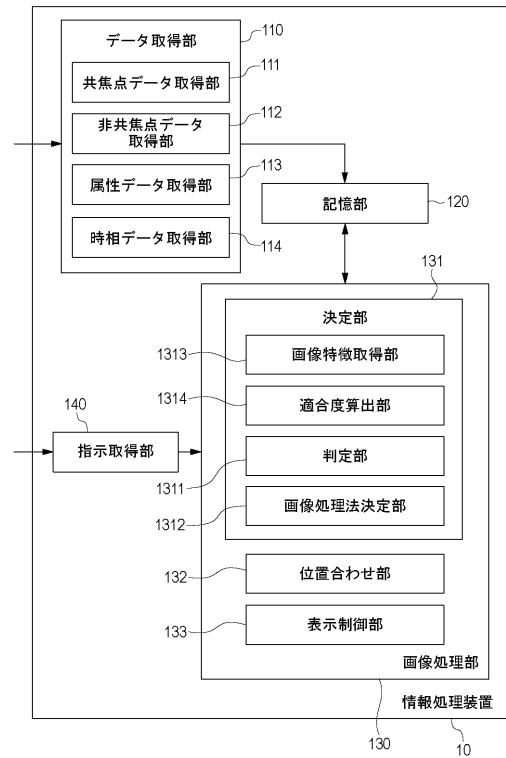 データ取得部
110
共焦点データ取得部
111
非共焦点データ
取得部
112
属性データ取得部
113
時相データ取得部
114
記憶部
120
131
決定部
1313
画像特徴取得部
1314
適合度算出部
140
指示取得部
1311
判定部
1312
画像処理法決定部
132
位置合わせ部
133
表示制御部
画像処理部
130
情報処理装置
10